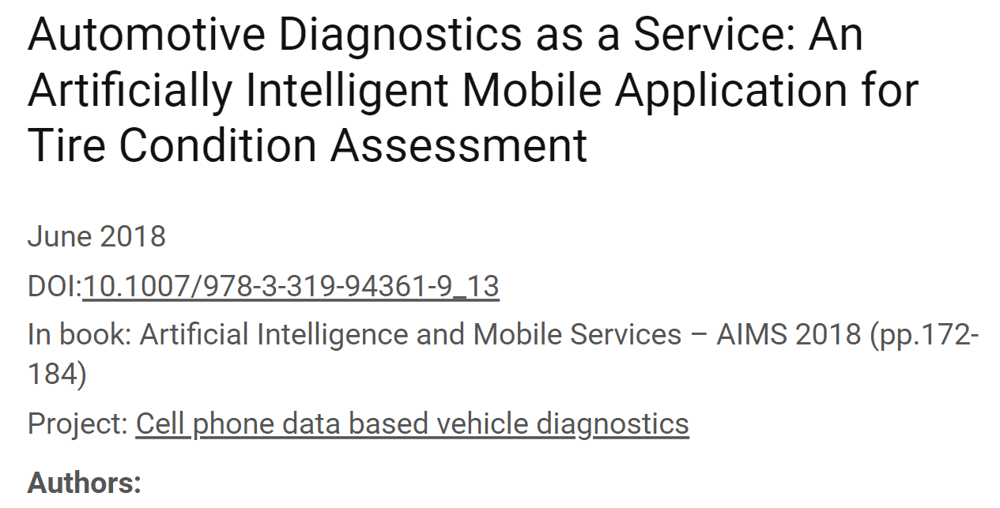 Automotive Diagnostics as a Service: An
Artificially Intelligent Mobile Application for
Tire Condition Assessment
June 2018
DOI:10.1007/978-3-319-94361-9_13
In book: Artificial Intelligence and Mobile Services – AIMS 2018 (pp.172-
184)
Project: Cell phone data based vehicle diagnostics
Authors: